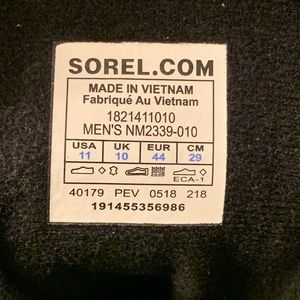 SOREL.COM
MADE IN VIETNAM
Fabriqué Au Vietnam
1821411010
MEN'S NM2339-010
USA UK EUR CM
11 10 44 29
ECA-1
40179 PEV 0518 218
191455356986